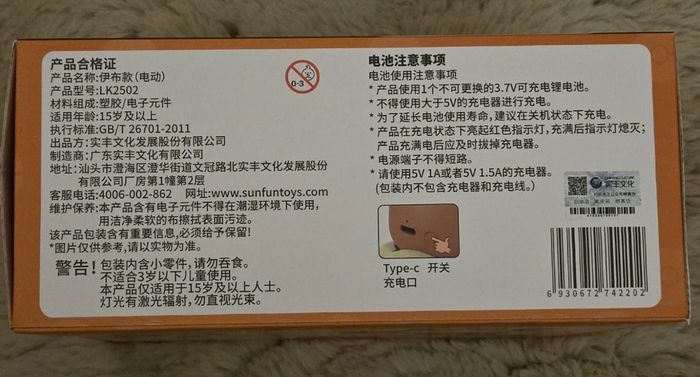 产品合格证
产品名称:伊布款(电动)
产品型号:LK2502
材料组成:塑胶/电子元件
适用年龄:15岁及以上
执行标准:GB/T 26701-2011
出品方:实丰文化发展股份有限公司
制造商:广东实丰文化有限公司
地址:汕头市澄海区澄华街道文冠路北实丰文化发展股份
有限公司厂房第1幢第2层
客服电话:4006-002-862 网址:www.sunfuntoys.com
维护保养:本产品含有电子元件不得在潮湿环境下使用,
用洁净柔软的布擦拭表面污迹。
该产品包装含有重要信息,必须给予保留!
*图片仅供参考,请以实物为准。
警告! 包装内含小零件,请勿吞食。
不适合3岁以下儿童使用。
本产品仅适用于15岁及以上人士。
灯光有激光辐射,勿直视光束。
0-3
电池注意事项
电池使用注意事项
* 产品使用1个不可更换的3.7V可充电锂电池。
* 不得使用大于5V的充电器进行充电。
* 为了延长电池使用寿命,建议在关机状态下充电。
* 产品在充电状态下亮起红色指示灯,充满后指示灯熄灭;
产品充满电后应及时拔掉充电器。
* 电源端子不得短路。
* 请使用5V 1A或者5V 1.5A的充电器。
(包装内不包含充电器和充电线。)
Type-c 开关
充电口
实丰文化
6 930672 742202